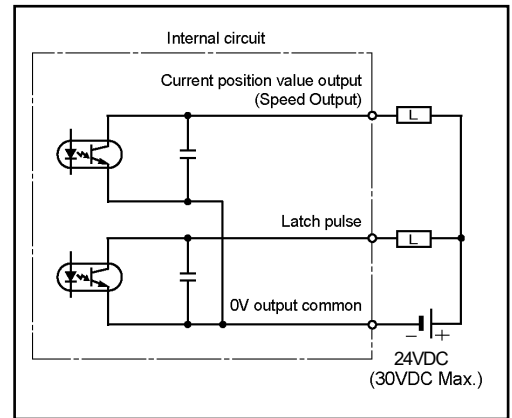 Internal circuit
Current position value output
(Speed Output)
L
Latch pulse
L
0V output common
− +
24VDC
(30VDC Max.)